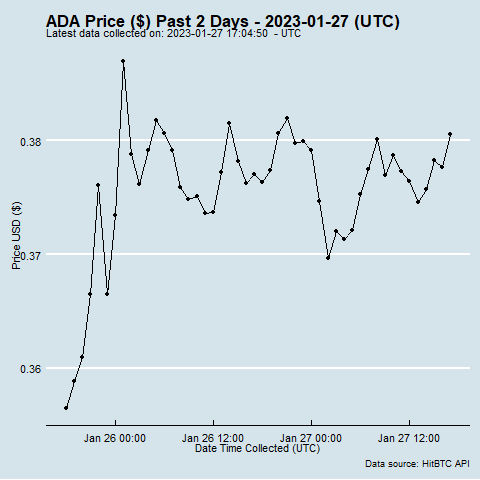 ADA Price ($) Past 2 Days - 2023-01-27 (UTC)
Latest data collected on: 2023-01-27 17:04:50 - UTC
0.38
0.37
0.36
Price USD ($)
Jan 26 00:00
Jan 26 12:00
Jan 27 00:00
Jan 27 12:00
Date Time Collected (UTC)
Data source: HitBTC API